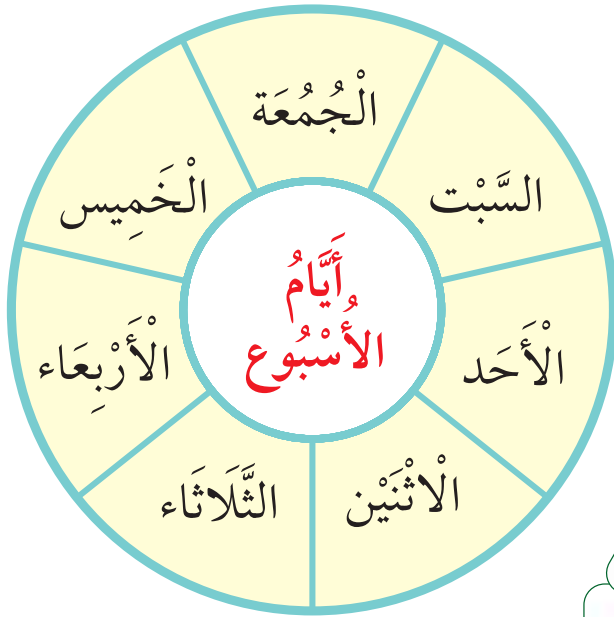 أَيَّامُ
الأُسْبُوع
الْجُمُعَة
السَّبْت
الْأَحَد
الْاثْنَيْن
الثَّلَاثَاء
الْأَرْبِعَاء
الْخَمِيس